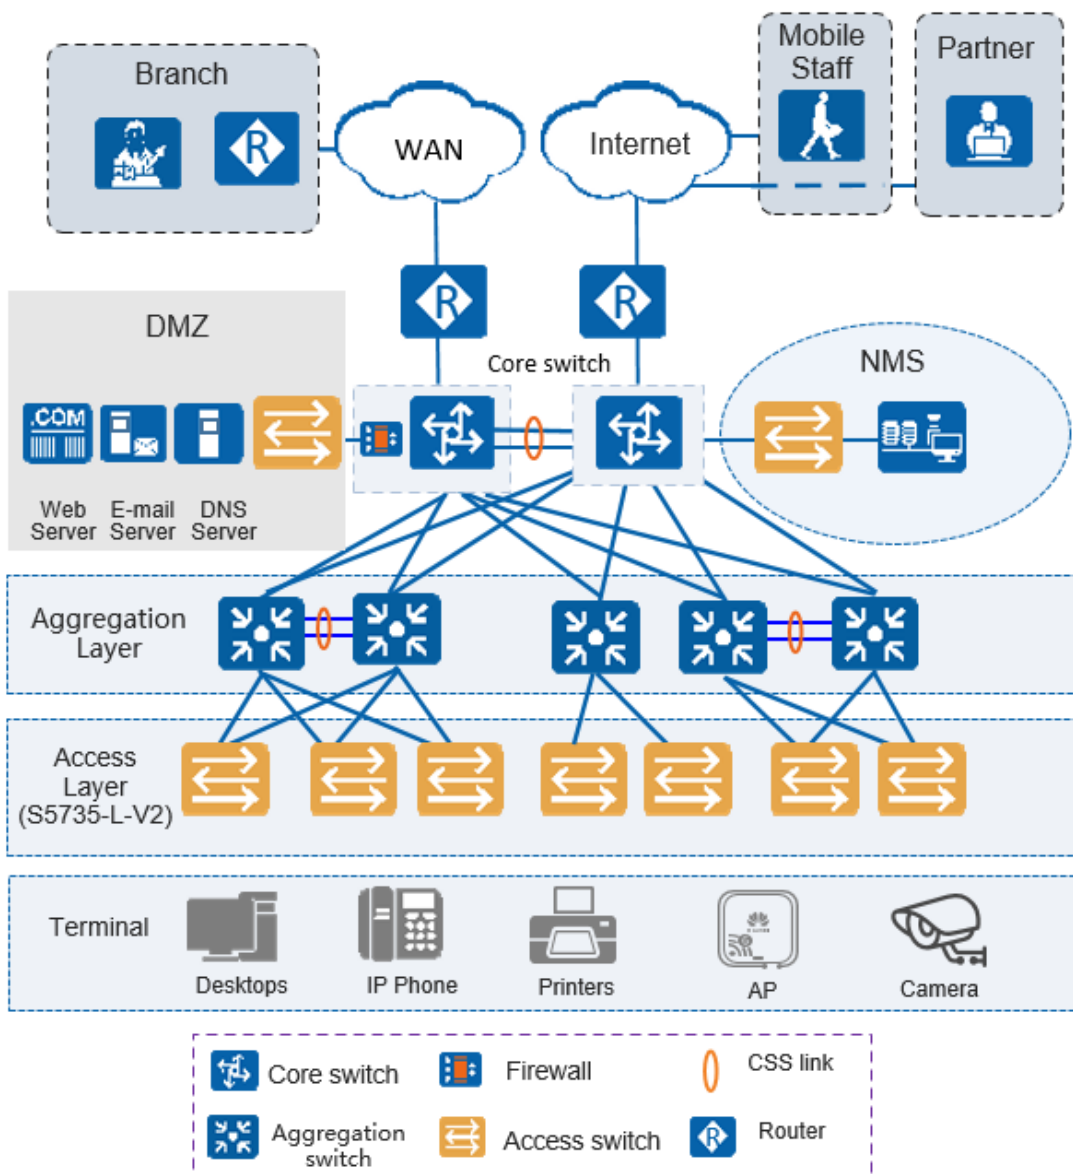 Branch
R
WAN
Internet
Mobile
Staff
Partner
R
R
DMZ
Core switch
NMS
.COM
Web
Server
E-mail
Server
DNS
Server
Aggregation
Layer
Access
Layer
(S5735-L-V2)
Terminal
Desktops
IP Phone
Printers
AP
Camera
Core switch
Firewall
CSS link
Aggregation
switch
Access switch
R
Router